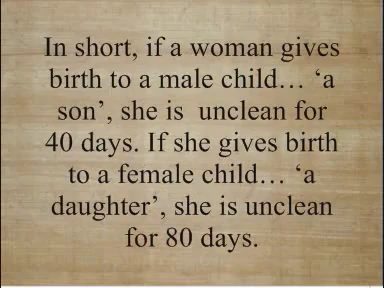 In short, if a woman gives
birth to a male child… ‘a
son’, she is  unclean for
40 days. If she gives birth
to a female child… ‘a
daughter’, she is unclean
for 80 days.